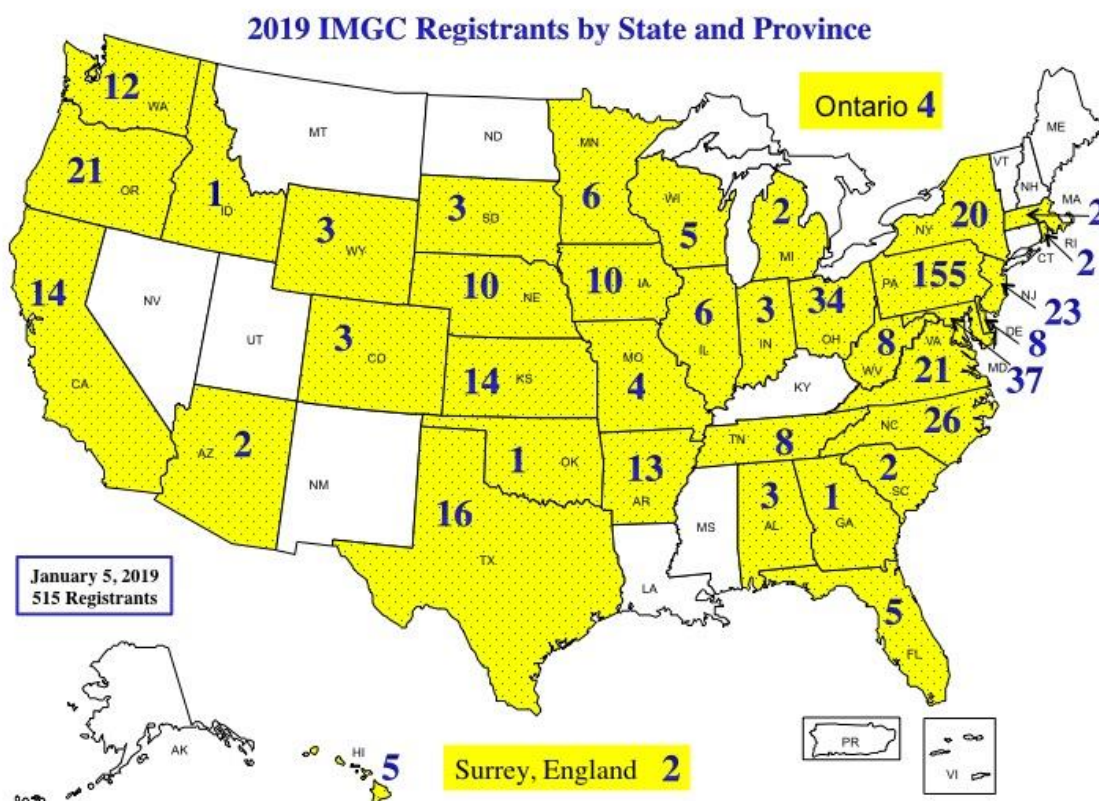 2019 IMGC Registrants by State and Province
12 WA
MT
ND
MN
Ontario 4
ME
VT
NH
21 OR
1 ID
3 WY
3 SD
6
WI
5
2
MI
20
NY
MA
2
RI
2
CT
14
CA
NV
UT
3 CO
10 NE
10 IA
6
IL
3
IN
34
OH
PA 155
NJ
23
DE
8
MD
37
8
WV
VA
21
KY
14 KS
MO
4
AZ 2
NM
1 OK
13
AR
TN 8
NC 26
2
SC
16
TX
MS
3
AL
1
GA
LA
5
FL
January 5, 2019
515 Registrants
AK
HI
5
Surrey, England 2
PR
VI